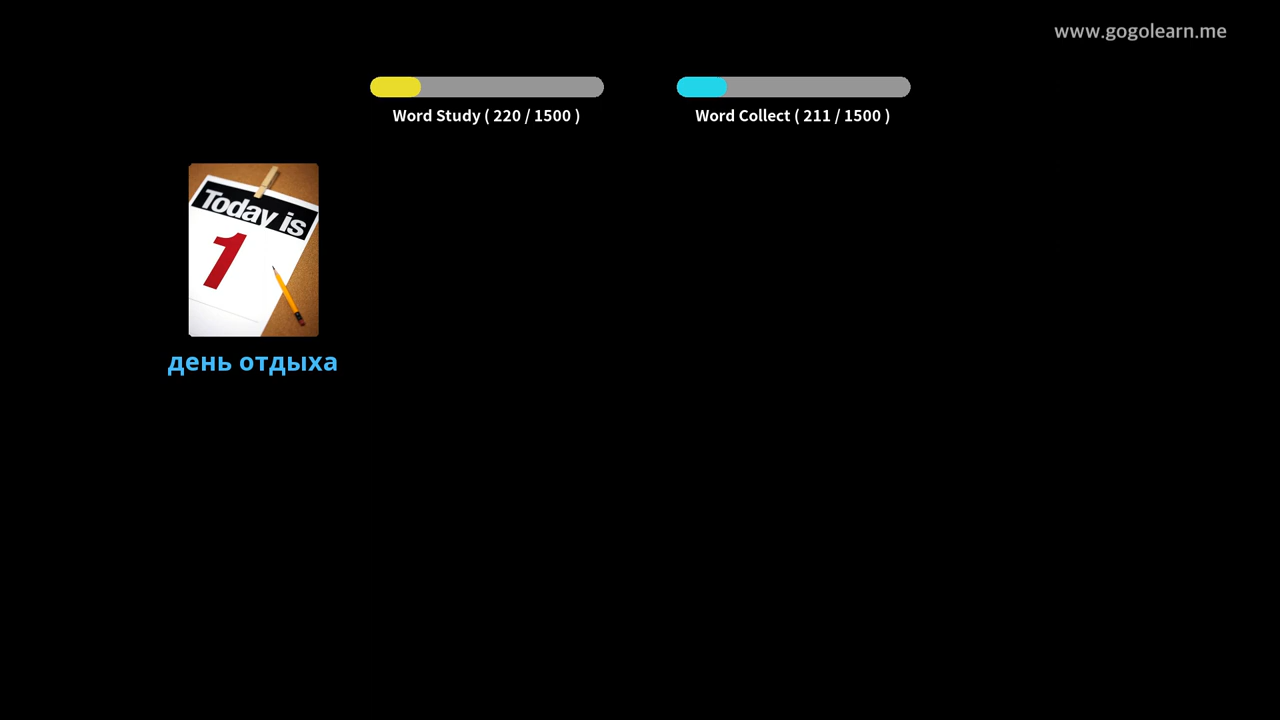 www.gogolearn.me
Word Study ( 220 / 1500 )
Word Collect ( 211 / 1500 )
Today is
1
день отдыха